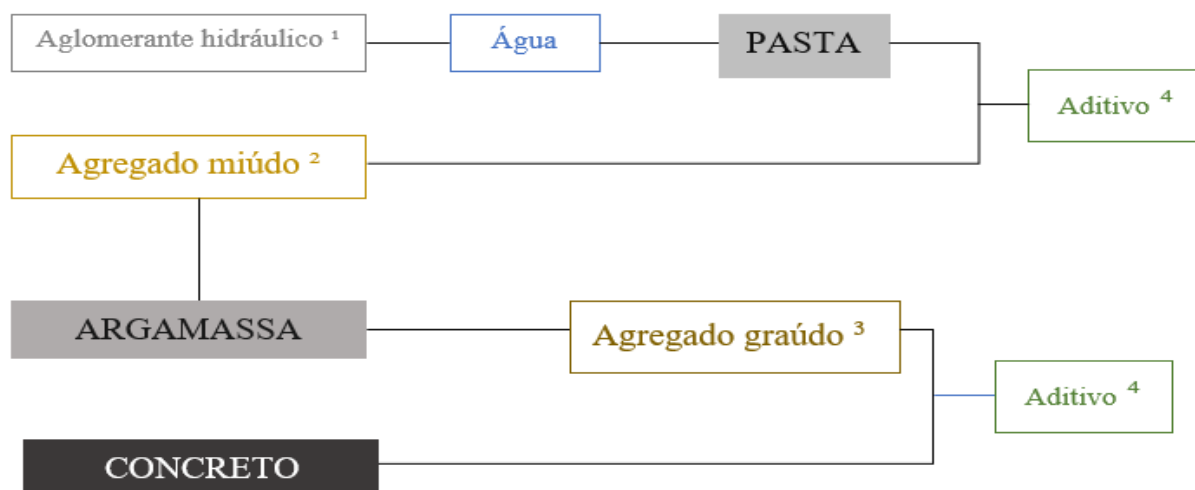 Aglomerante hidráulico ¹
Água
PASTA
Aditivo ⁴
Agregado miúdo ²
ARGAMASSA
Agregado graúdo ³
Aditivo ⁴
CONCRETO